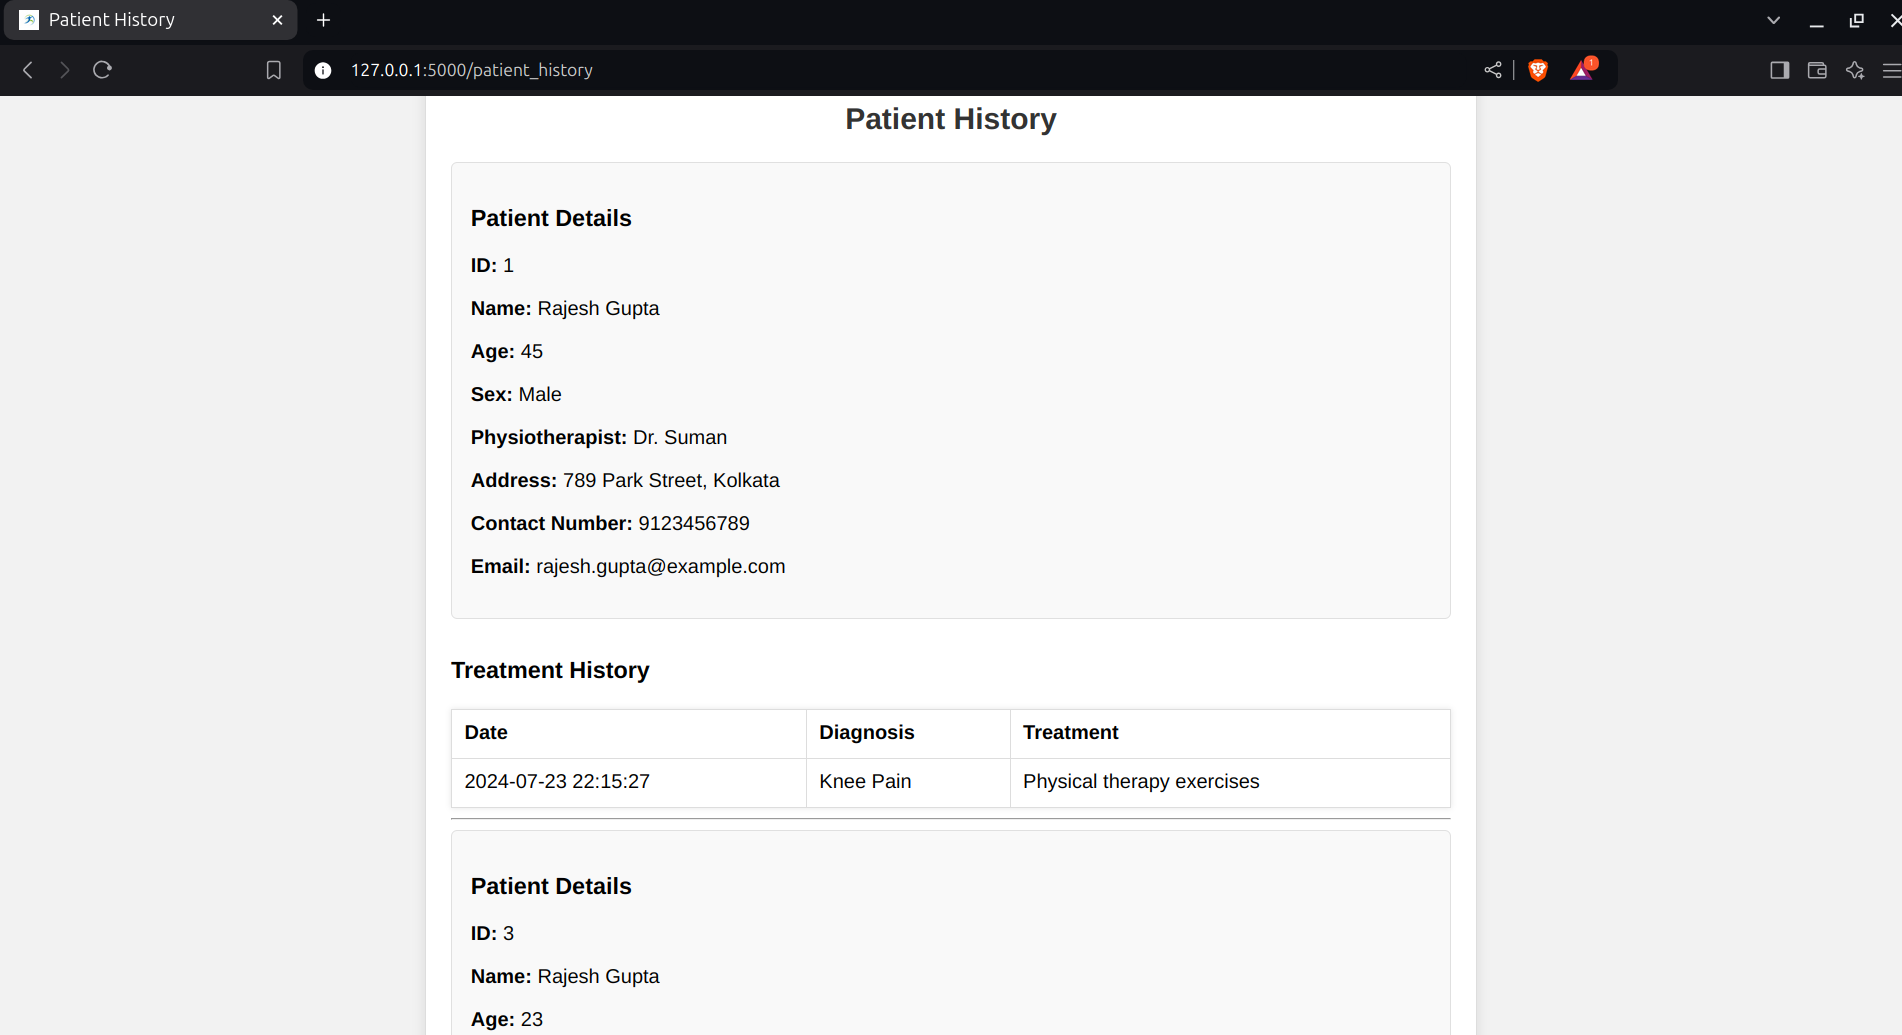 Patient History
127.0.0.1:5000/patient_history
1
Patient History
Patient Details
ID: 1
Name: Rajesh Gupta
Age: 45
Sex: Male
Physiotherapist: Dr. Suman
Address: 789 Park Street, Kolkata
Contact Number: 9123456789
Email: rajesh.gupta@example.com
Treatment History
Date Diagnosis Treatment
2024-07-23 22:15:27 Knee Pain Physical therapy exercises
Patient Details
ID: 3
Name: Rajesh Gupta
Age: 23